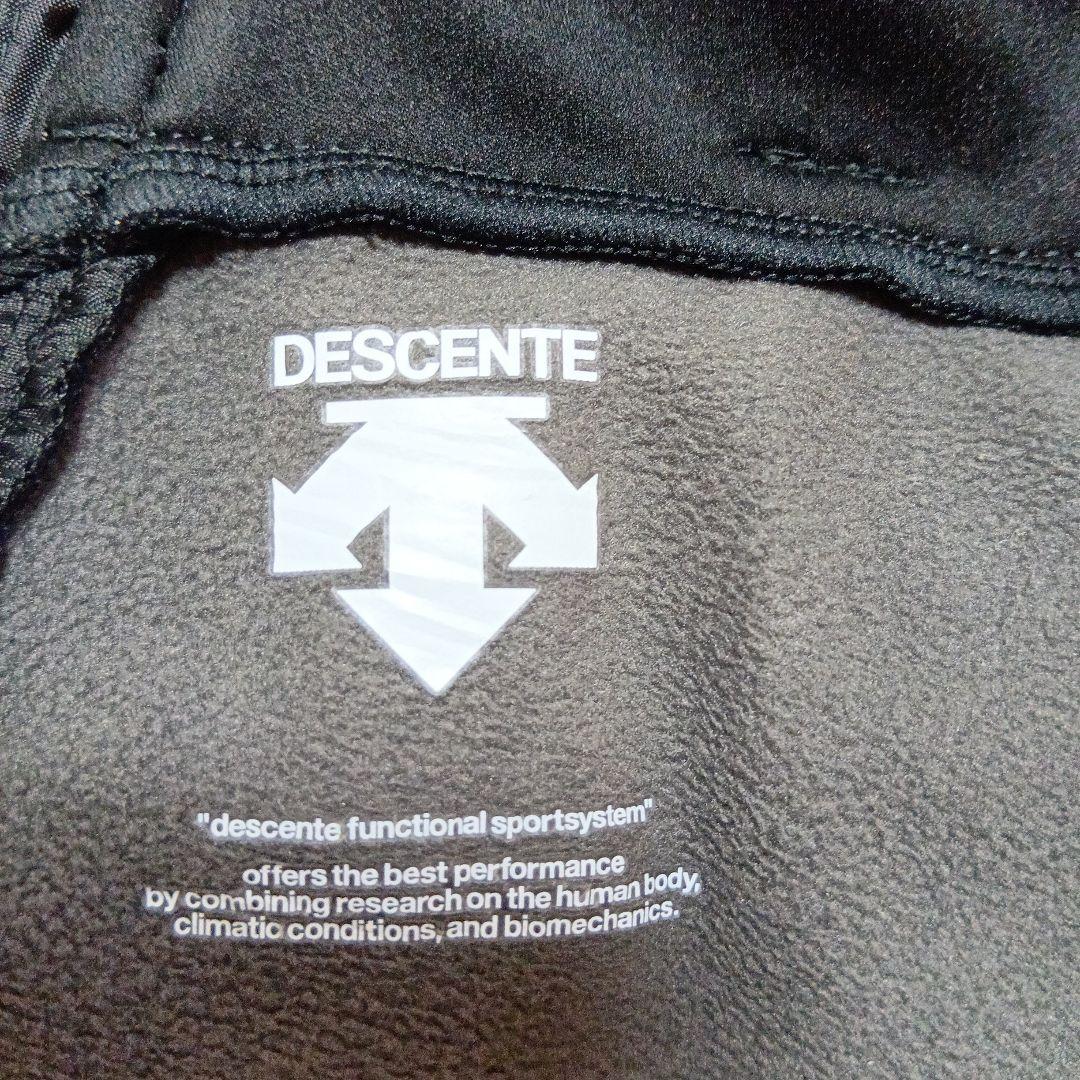 DESCENTE
"descente functional sportsystem"
offers the best performance
by combining research on the human body,
climatic conditions, and biomechanics.